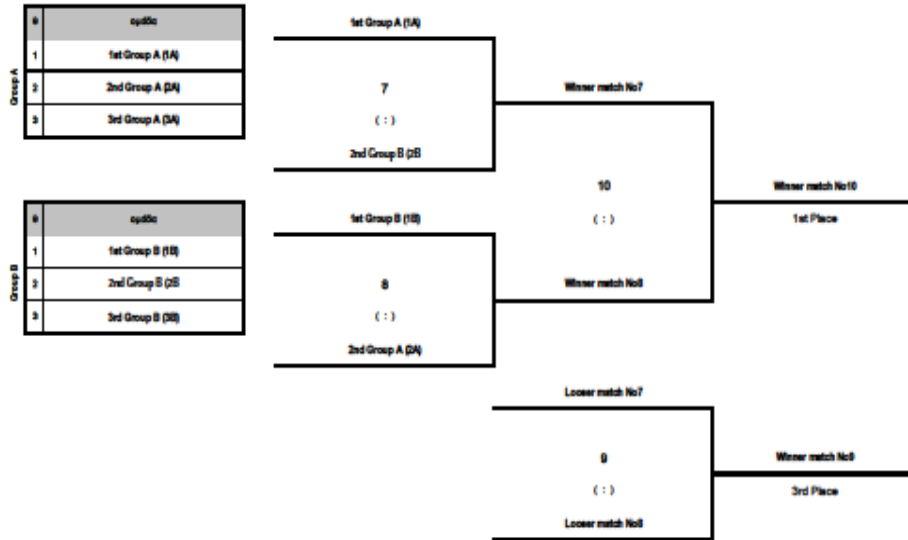 Group A
# ομάδα
1 1st Group A (1A)
2 2nd Group A (2A)
3 3rd Group A (3A)
Group B
# ομάδα
1 1st Group B (1B)
2 2nd Group B (2B
3 3rd Group B (3B)
1st Group A (1A)
7
( : )
2nd Group B (2B
1st Group B (1B)
8
( : )
2nd Group A (2A)
Winner match No7
10
( : )
Winner match No8
Winner match No10
1st Place
Looser match No7
9
( : )
Looser match No8
Winner match No9
3rd Place